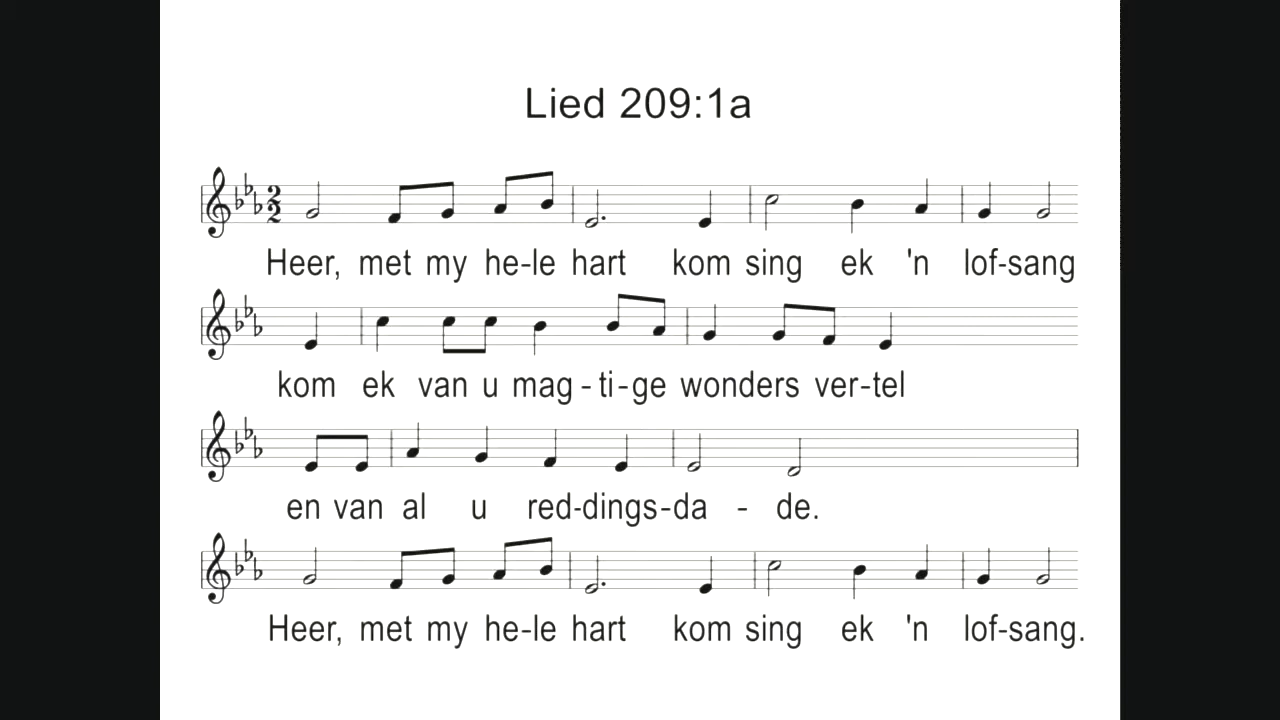 Lied 209:1a
2
2
Heer, met my he-le hart kom sing ek 'n lof-sang
kom ek van u mag-ti-ge wonders ver-tel
en van al u red-dings-da - de.
Heer, met my he-le hart kom sing ek 'n lof-sang.